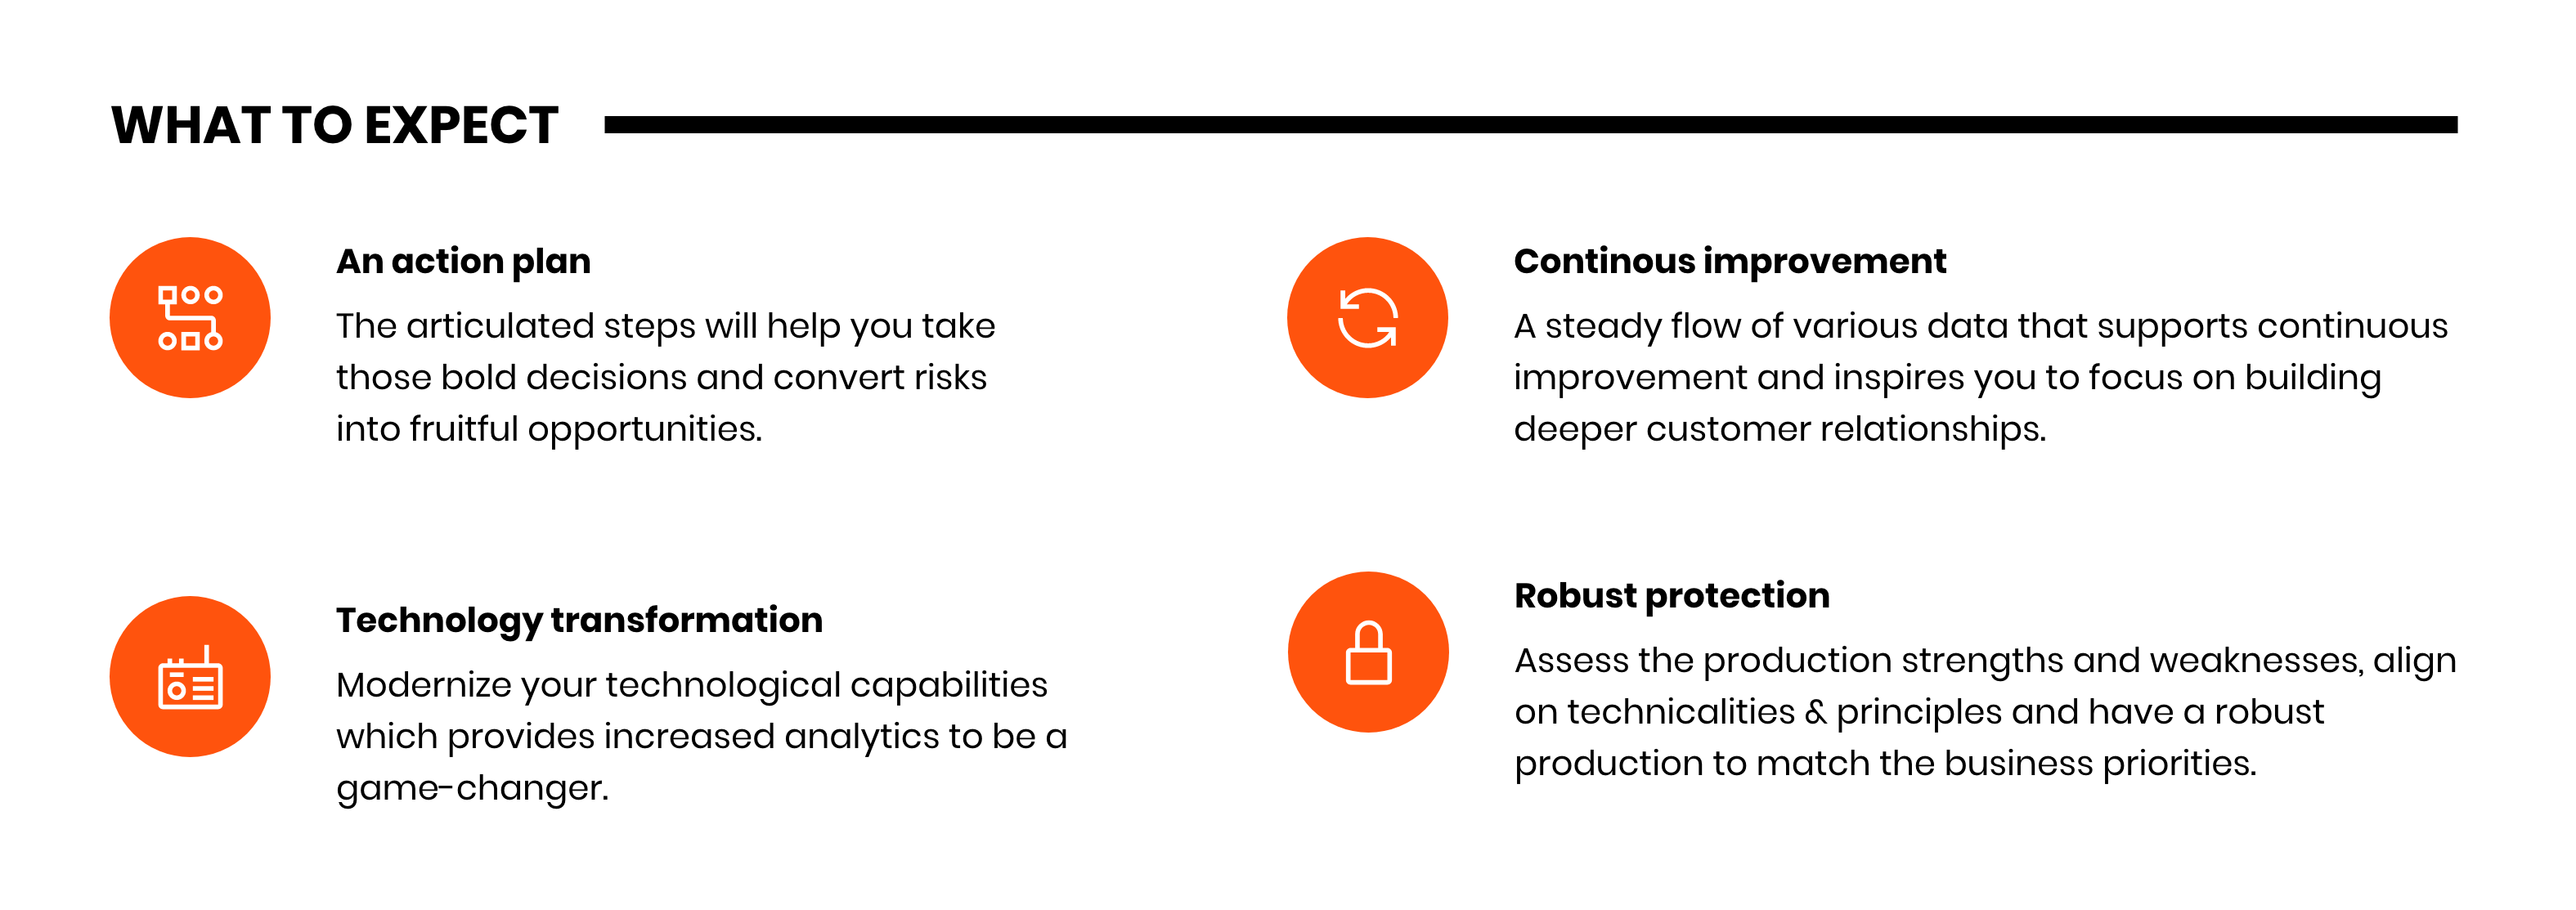 WHAT TO EXPECT
An action plan
The articulated steps will help you take
those bold decisions and convert risks
into fruitful opportunities.
Continous improvement
A steady flow of various data that supports continuous
improvement and inspires you to focus on building
deeper customer relationships.
Technology transformation
Modernize your technological capabilities
which provides increased analytics to be a
game-changer.
Robust protection
Assess the production strengths and weaknesses, align
on technicalities & principles and have a robust
production to match the business priorities.